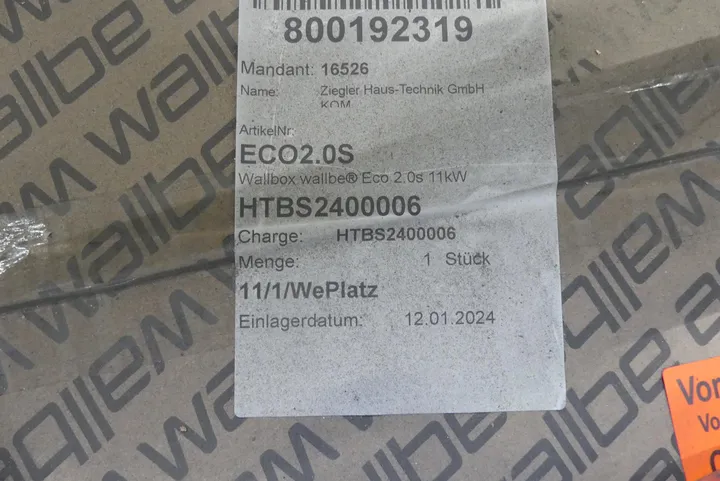 800192319
Mandant: 16526
Name: Ziegler Haus-Technik GmbH
KOM
ArtikelNr:
ECO2.0S
Wallbox wallbe® Eco 2.0s 11kW
HTBS2400006
Charge: HTBS2400006
Menge: 1 Stück
11/1/WePlatz
Einlagerdatum: 12.01.2024
wallbe
wallbe
wallbe
wallbe